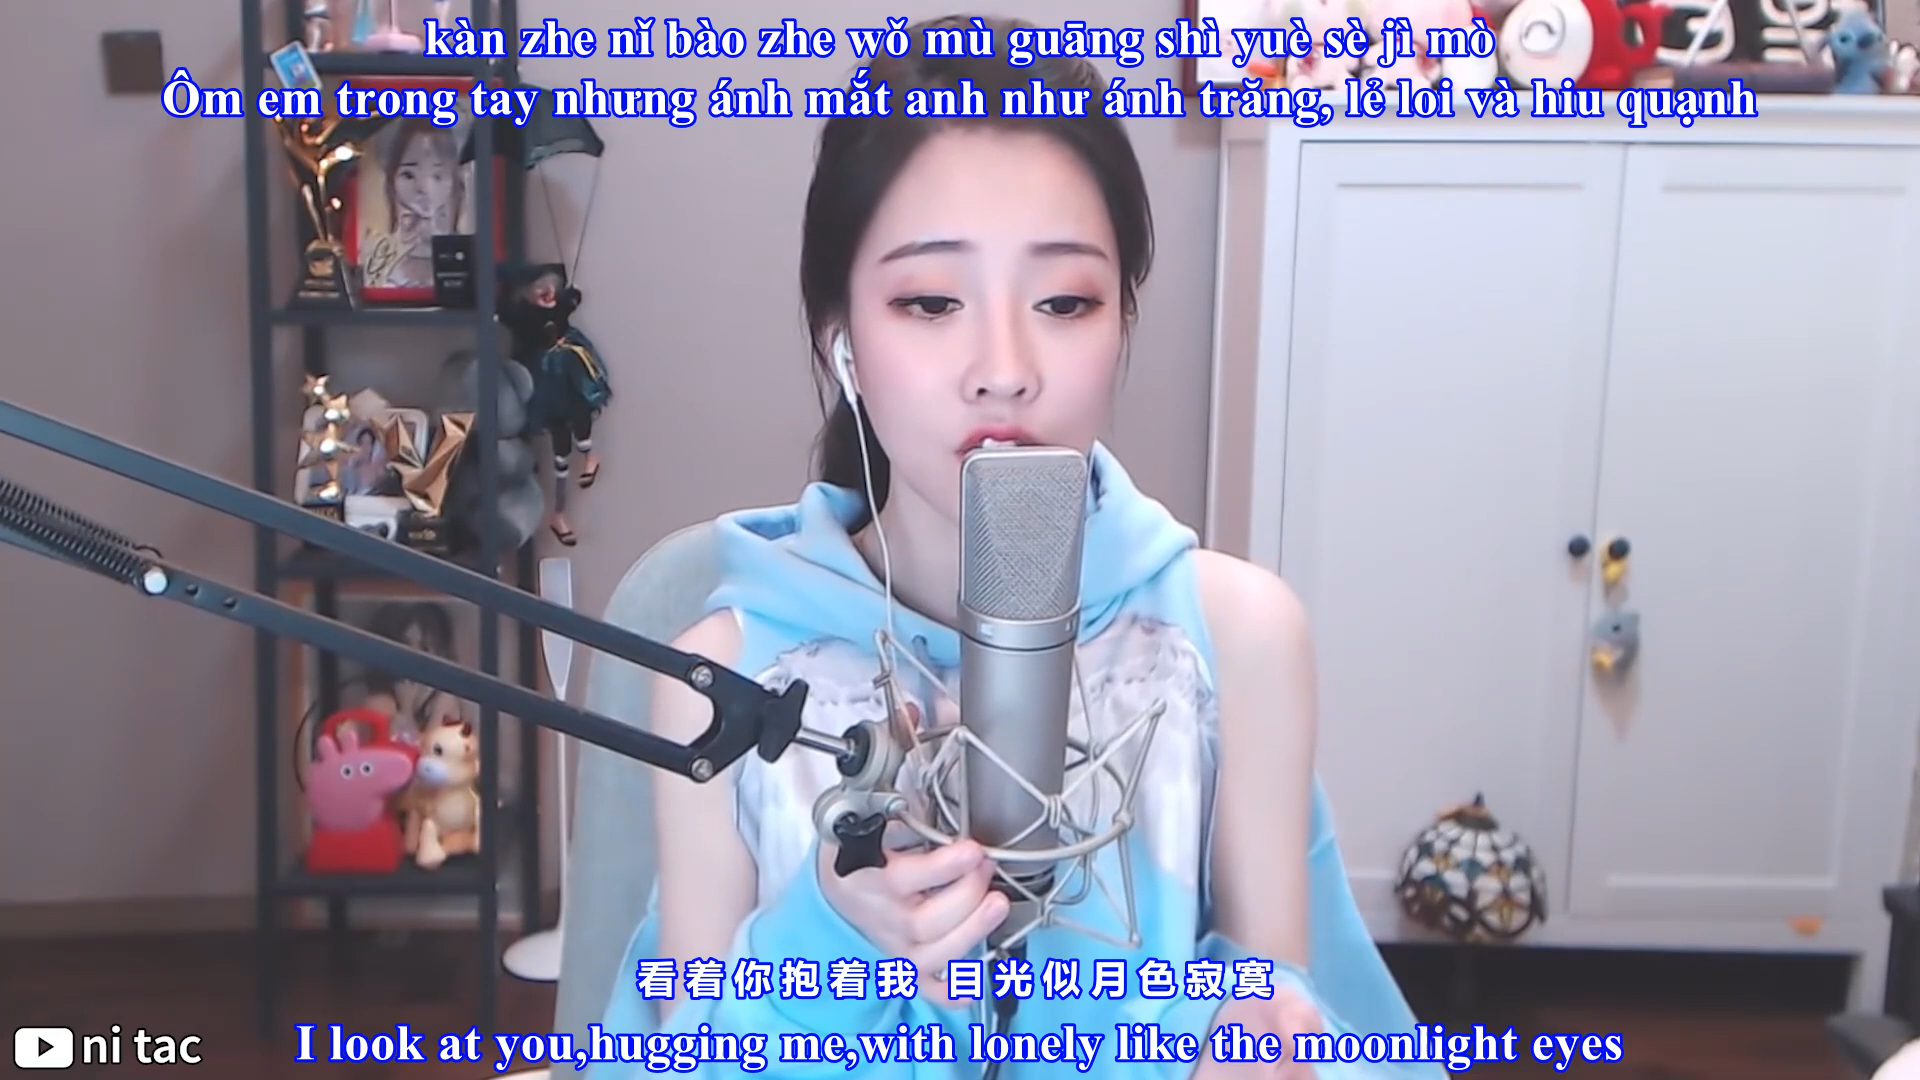 kàn zhe nǐ bào zhe wǒ mù guāng shì yuè sè jì mò
Ôm em trong tay nhưng ánh mắt anh như ánh trăng, lẻ loi và hiu quạnh
看着你抱着我 目光似月色寂寞
I look at you,hugging me,with lonely like the moonlight eyes
ni tac